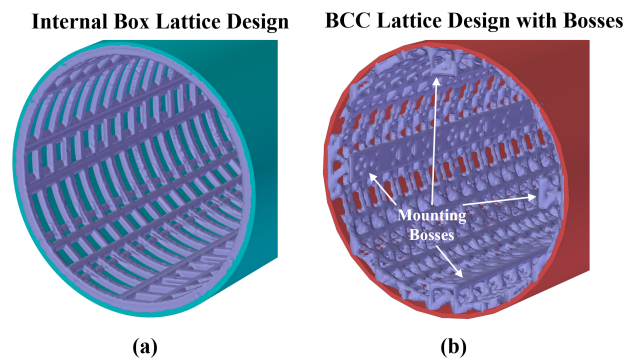 Internal Box Lattice Design
BCC Lattice Design with Bosses
Mounting
Bosses
(a)
(b)